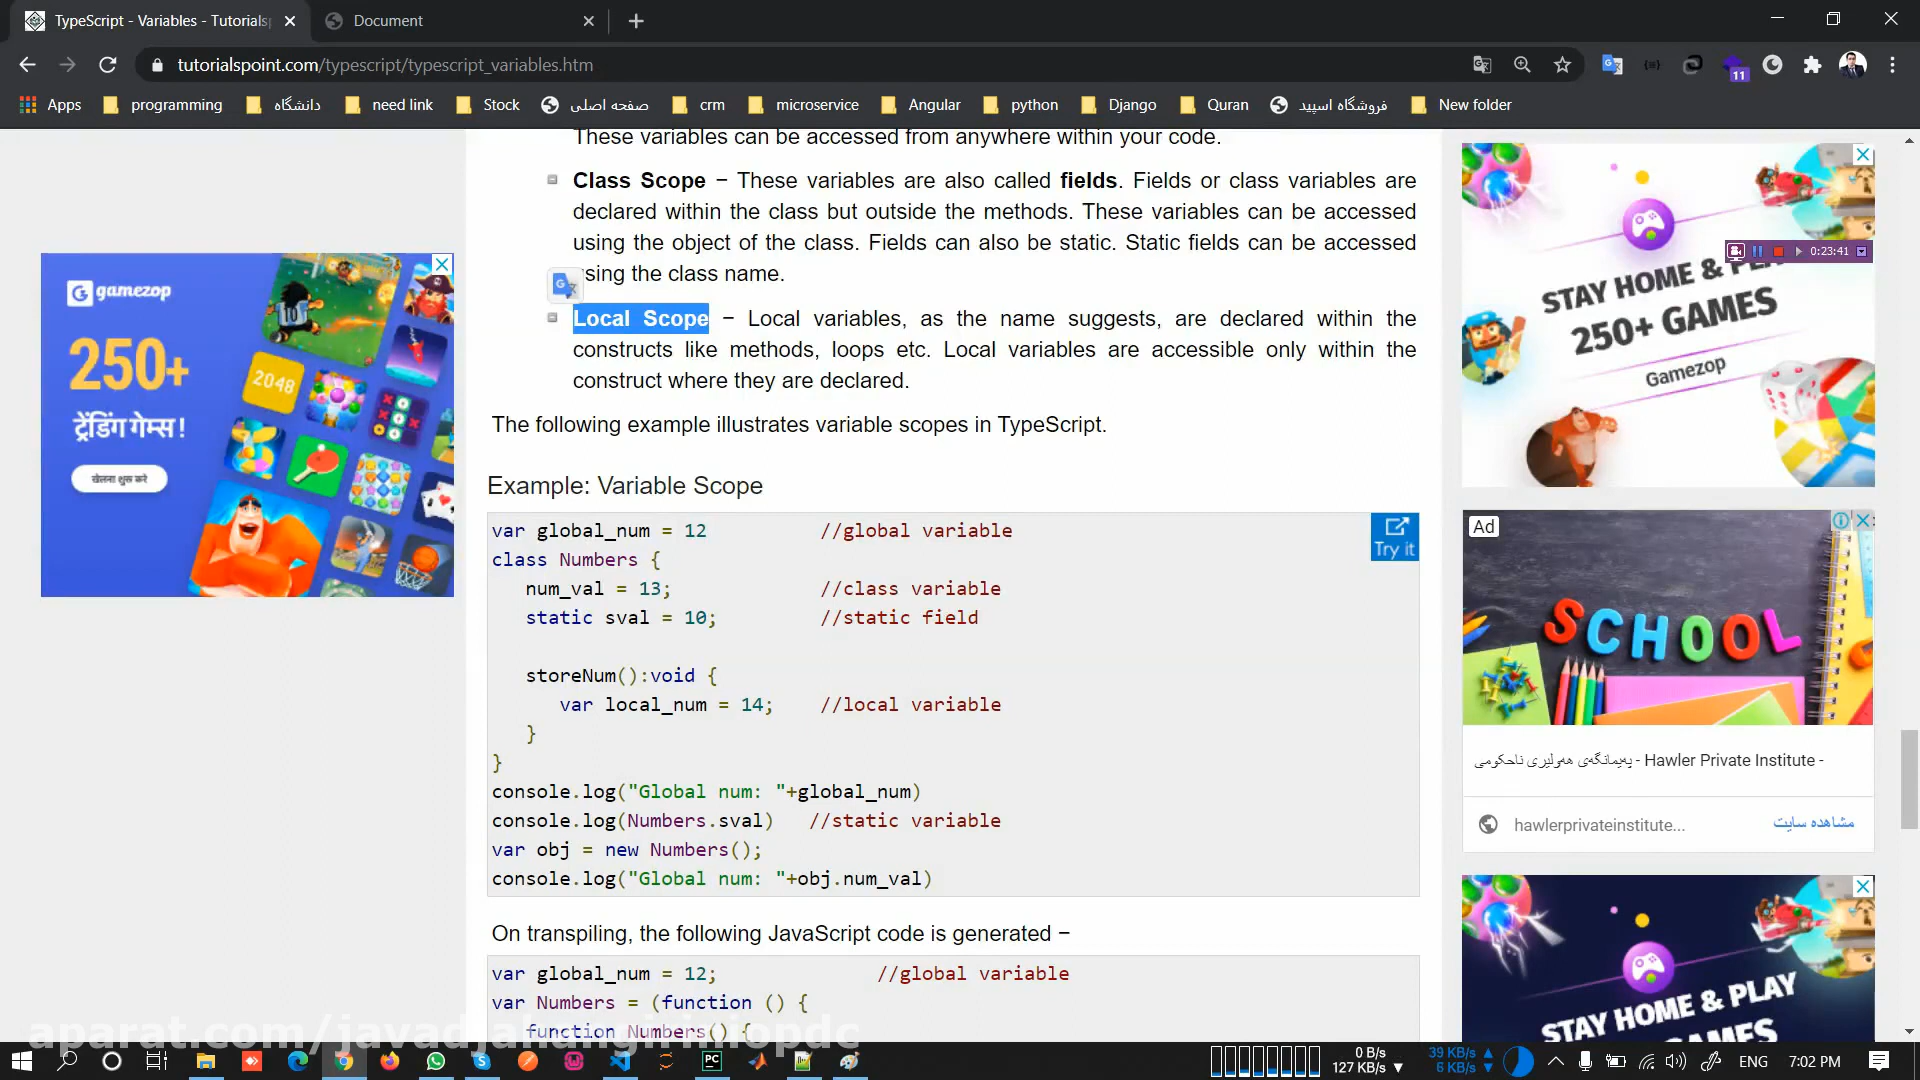 TypeScript - Variables - Tutorialsp
Document
tutorialspoint.com/typescript/typescript_variables.htm
11
Apps
programming
دانشگاه
need link
Stock
صفحه اصلی
crm
microservice
Angular
python
Django
Quran
فروشگاه اسپید
New folder
These variables can be accessed from anywhere within your code.
Class Scope − These variables are also called fields. Fields or class variables are
declared within the class but outside the methods. These variables can be accessed
using the object of the class. Fields can also be static. Static fields can be accessed
using the class name.
Local Scope − Local variables, as the name suggests, are declared within the
constructs like methods, loops etc. Local variables are accessible only within the
construct where they are declared.
The following example illustrates variable scopes in TypeScript.
Example: Variable Scope
var global_num = 12 //global variable
class Numbers {
num_val = 13; //class variable
static sval = 10; //static field
storeNum():void {
var local_num = 14; //local variable
}
}
console.log("Global num: "+global_num)
console.log(Numbers.sval) //static variable
var obj = new Numbers();
console.log("Global num: "+obj.num_val)
Try it
On transpiling, the following JavaScript code is generated −
var global_num = 12; //global variable
var Numbers = (function () {
function Numbers() {
gamezop
250+
ट्रेंडिंग गेम्स !
खेलना शुरू करे
2048
10
0:23:41
STAY HOME & PLAY
250+ GAMES
Gamezop
Ad
SCHOOL
پەیمانگەی هەولێری ناحکومی - Hawler Private Institute -
hawlerprivateinstitute...
مشاهده سایت
STAY HOME & PLAY
aparat.com/javadjahangiriniopdc
0 B/s
127 KB/s
39 KB/s
6 KB/s
ENG
7:02 PM